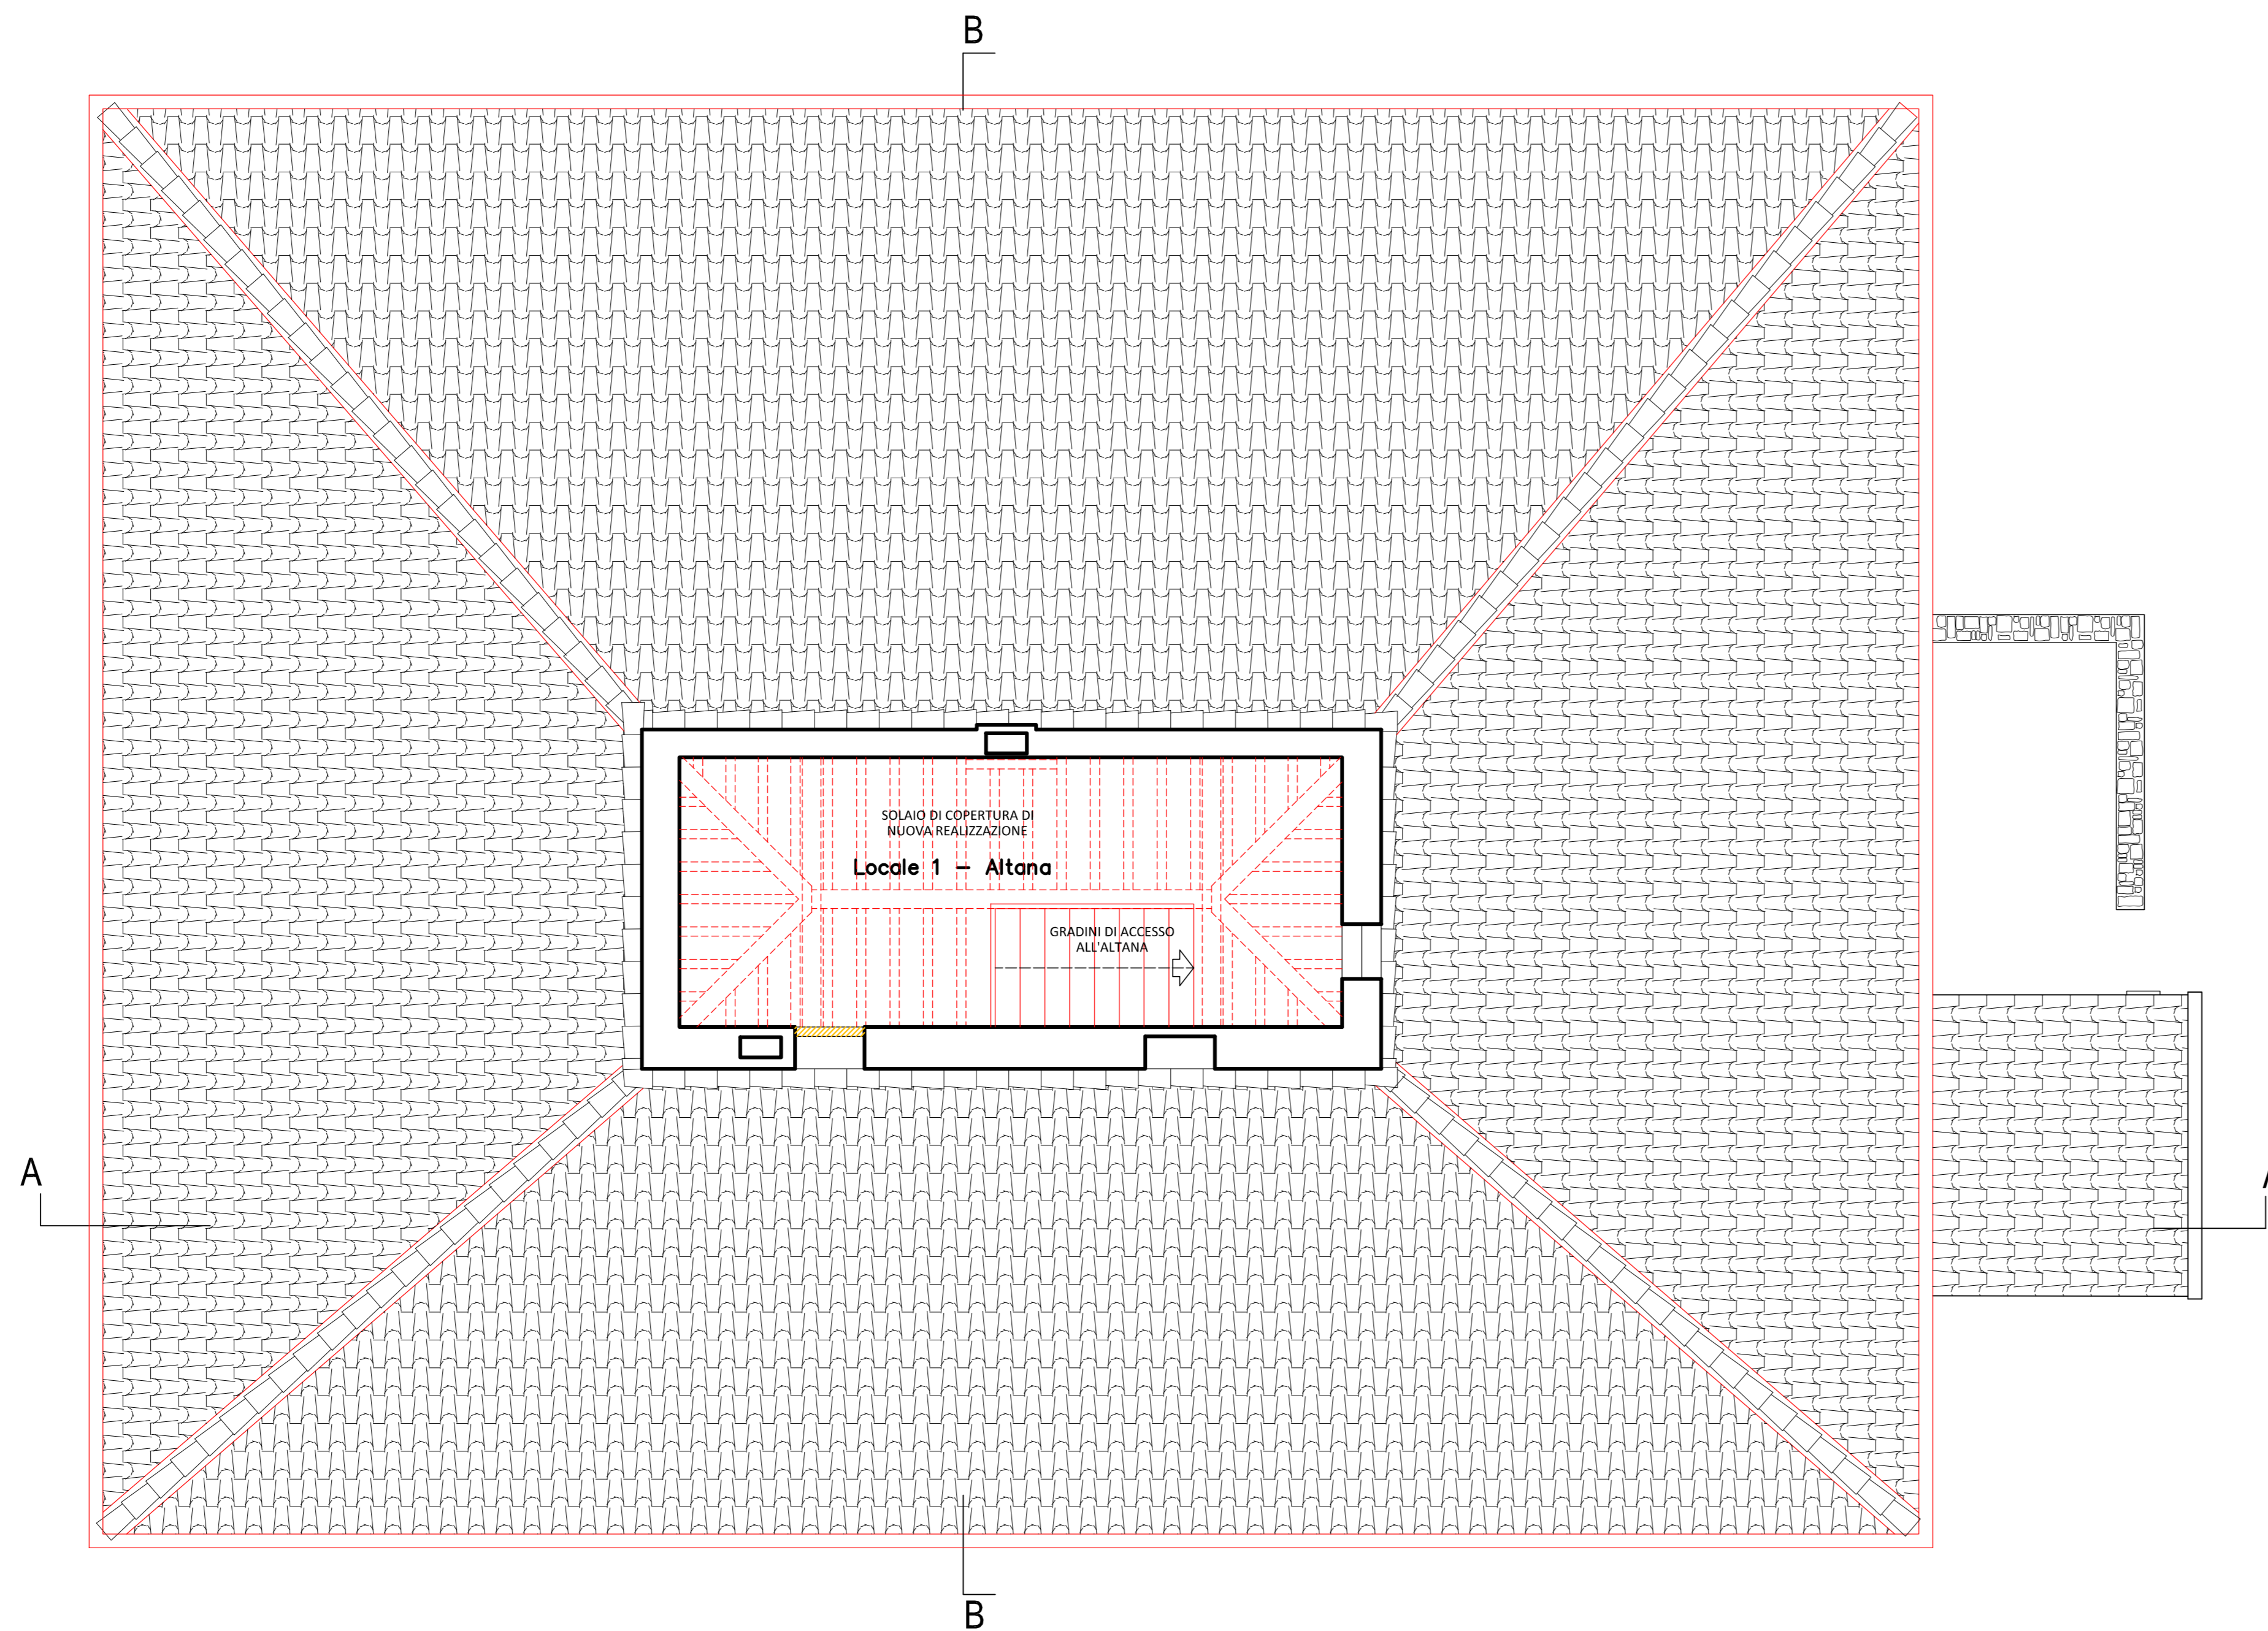 B
SOLAIO DI COPERTURA DI
NUOVA REALIZZAZIONE
Locale 1 – Altana
GRADINI DI ACCESSO
ALL'ALTANA
A
B